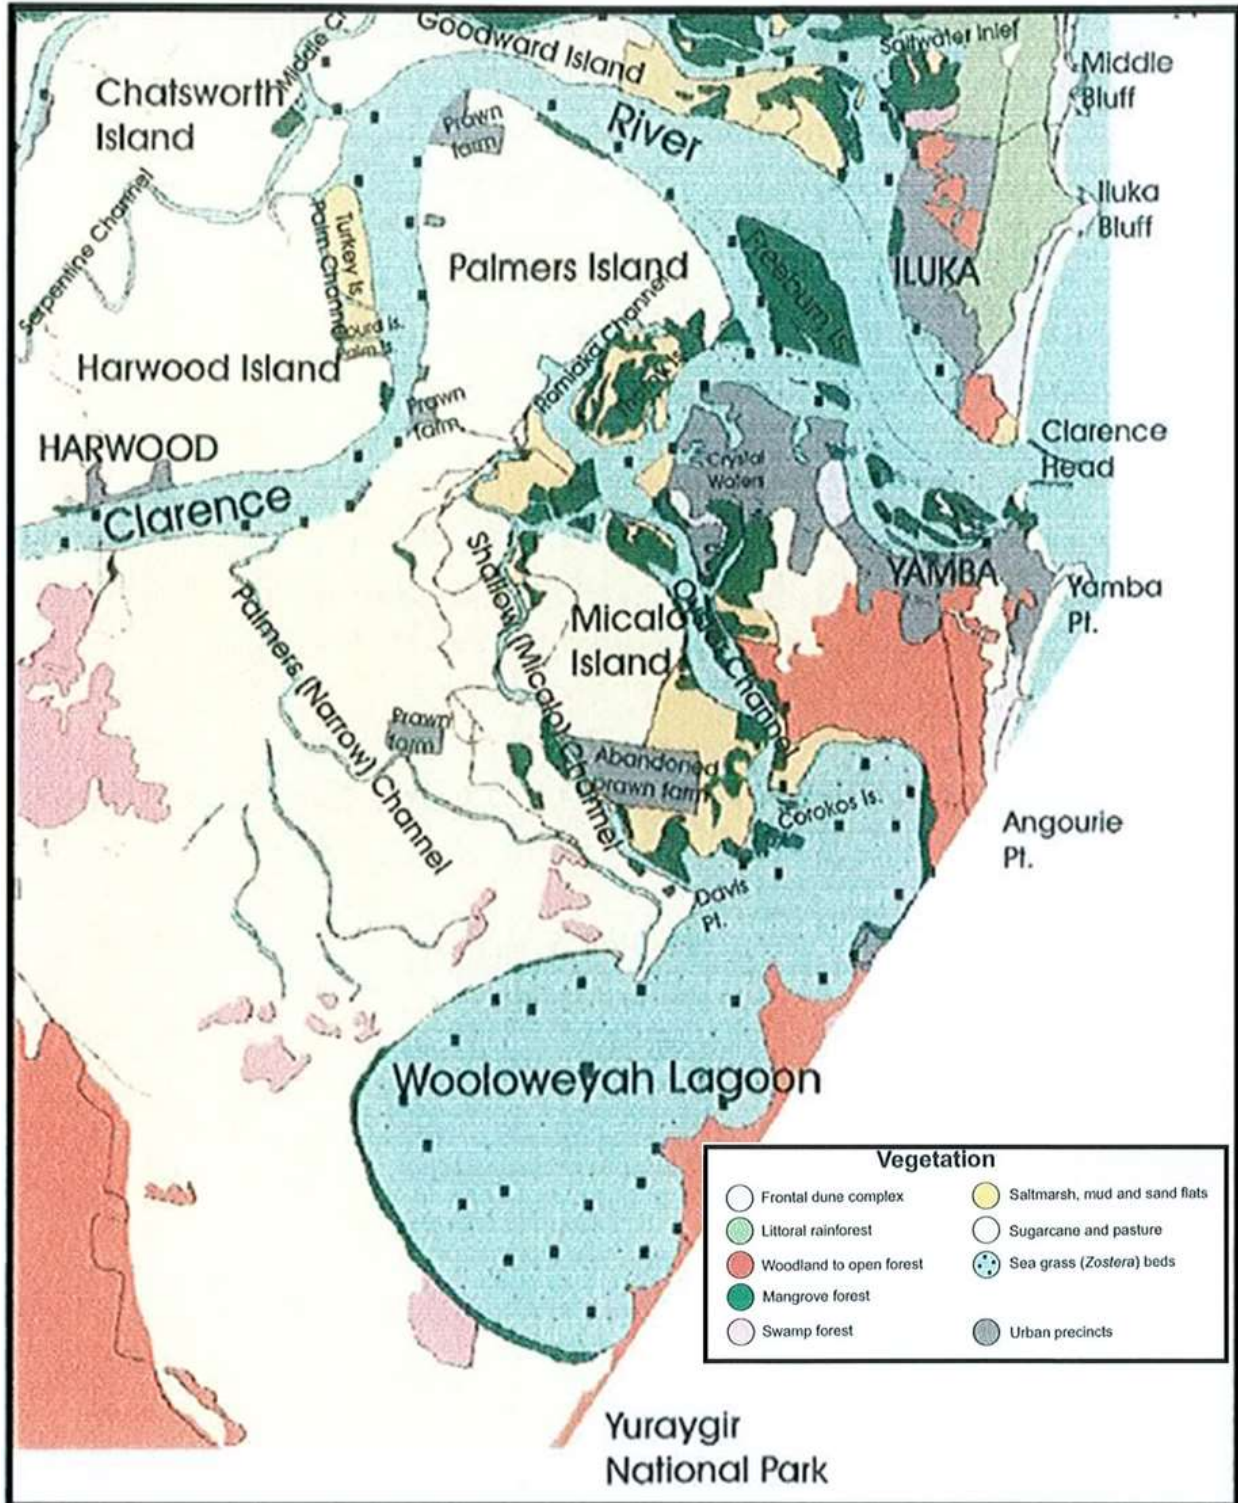 Goodward Island
Saltwater Inlet
Middle
Middle
Bluff
Chatsworth
Island
Prawn
farm
River
Serpentine Channel
Turkey Is.
Palm Channel
Iluka
Bluff
Palmers Island
Freeburn Is.
ILUKA
Palm Is.
Romiaka Channel
Harwood Island
Prawn
farm
HARWOOD
Clarence
Head
Crystal
Waters
Clarence
Shallow (Micalo) Channel
YAMBA
Yamba
Pt.
Palmers (Narrow) Channel
Micalo
Island
Channel
Prawn
farm
Abandoned
prawn farm
Corokos Is.
Angourie
Pt.
Davis
Pt.
Wooloweyah Lagoon
Vegetation
Frontal dune complex
Littoral rainforest
Woodland to open forest
Mangrove forest
Swamp forest
Saltmarsh, mud and sand flats
Sugarcane and pasture
Sea grass (Zostera) beds
Urban precincts
Yuraygir
National Park